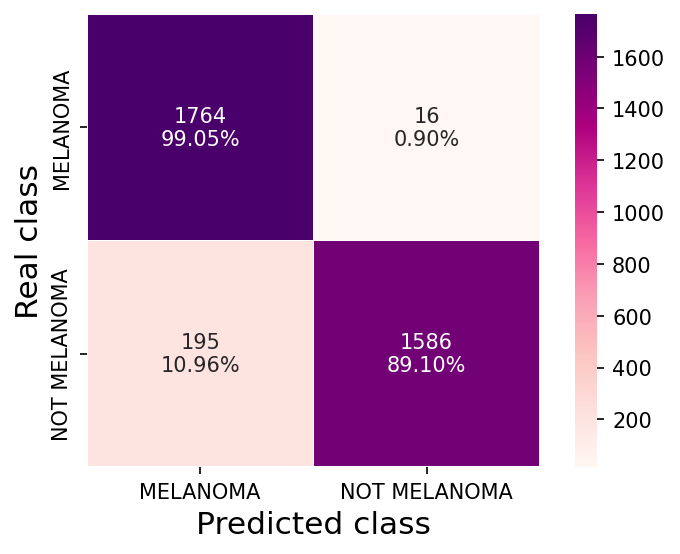 Real class
MELANOMA
NOT MELANOMA
1764
99.05%
16
0.90%
195
10.96%
1586
89.10%
MELANOMA
NOT MELANOMA
Predicted class
1600
1400
1200
1000
800
600
400
200